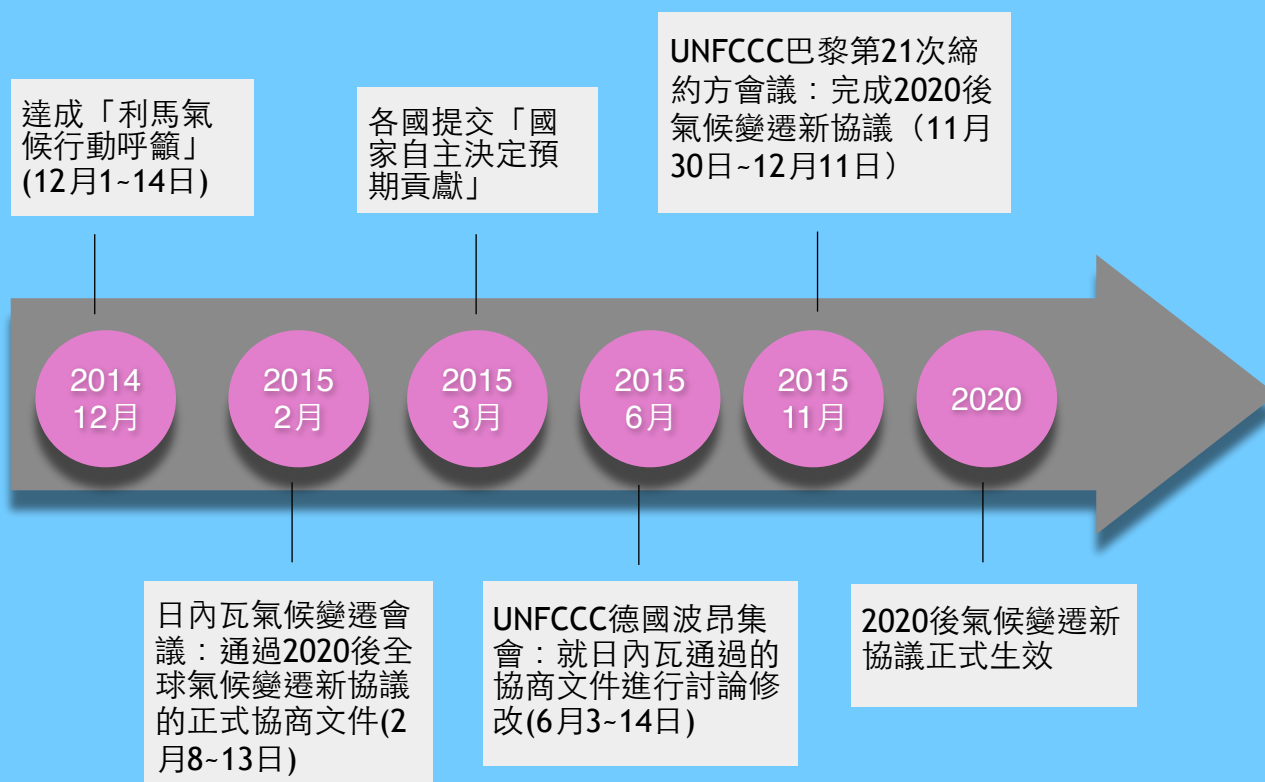 達成「利馬氣
候行動呼籲」
(12月1~14日)
各國提交「國
家自主決定預
期貢獻」
UNFCCC巴黎第21次締
約方會議：完成2020後
氣候變遷新協議（11月
30日~12月11日）
2014
12月
2015
2月
2015
3月
2015
6月
2015
11月
2020
日內瓦氣候變遷會
議：通過2020後全
球氣候變遷新協議
的正式協商文件(2
月8~13日)
UNFCCC德國波昂集
會：就日內瓦通過的
協商文件進行討論修
改(6月3~14日)
2020後氣候變遷新
協議正式生效